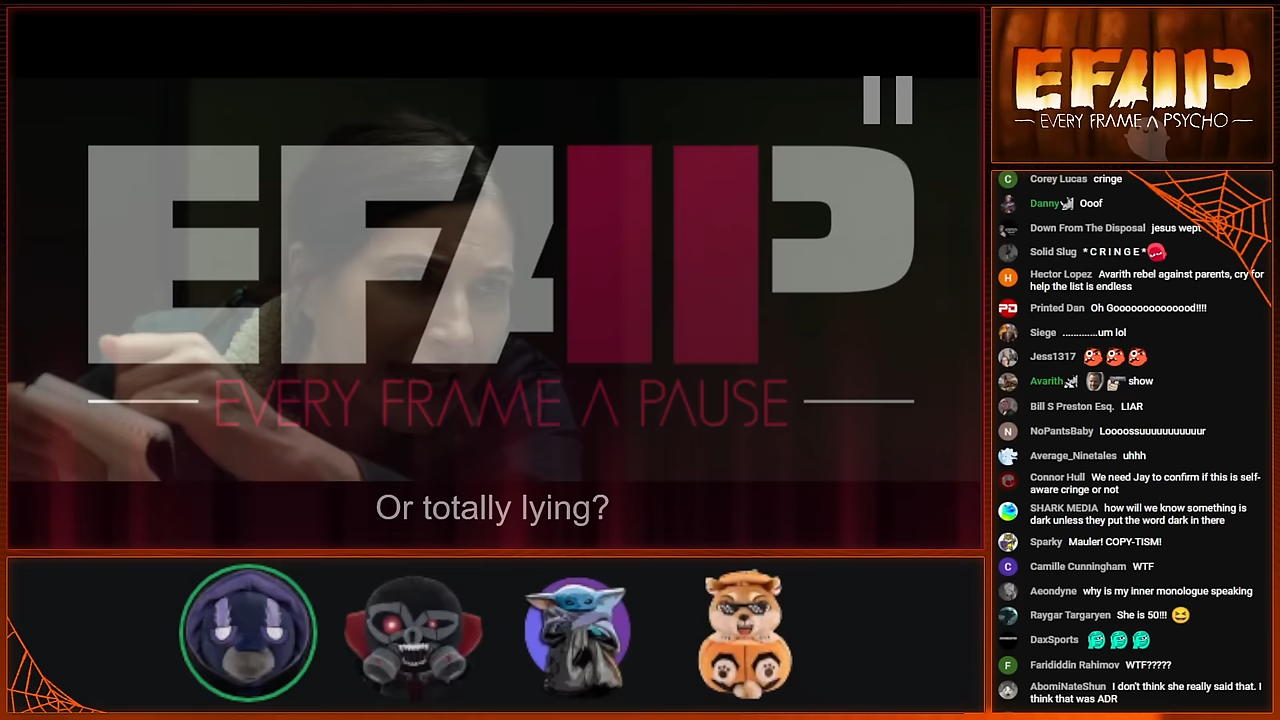 EFAP
EVERY FRAME A PAUSE
Or totally lying?
EFAP
EVERY FRAME A PSYCHO
C Corey Lucas cringe
Danny Ooof
Down From The Disposal jesus wept
Solid Slug *C R I N G E*
H Hector Lopez Avarith rebel against parents, cry for
help the list is endless
PD Printed Dan Oh Gooooooooooooood!!!!
Siege .............um lol
Jess1317
Avarith show
Bill S Preston Esq. LIAR
N NoPantsBaby Loooossuuuuuuuuuur
Average_Ninetales uhhh
Connor Hull We need Jay to confirm if this is self-
aware cringe or not
SHARK MEDIA how will we know something is
dark unless they put the word dark in there
Sparky Mauler! COPY-TISM!
C Camille Cunningham WTF
Aeondyne why is my inner monologue speaking
Raygar Targaryen She is 50!!!
DaxSports
F Farididdin Rahimov WTF?????
AbomiNateShun I don't think she really said that. I
think that was ADR